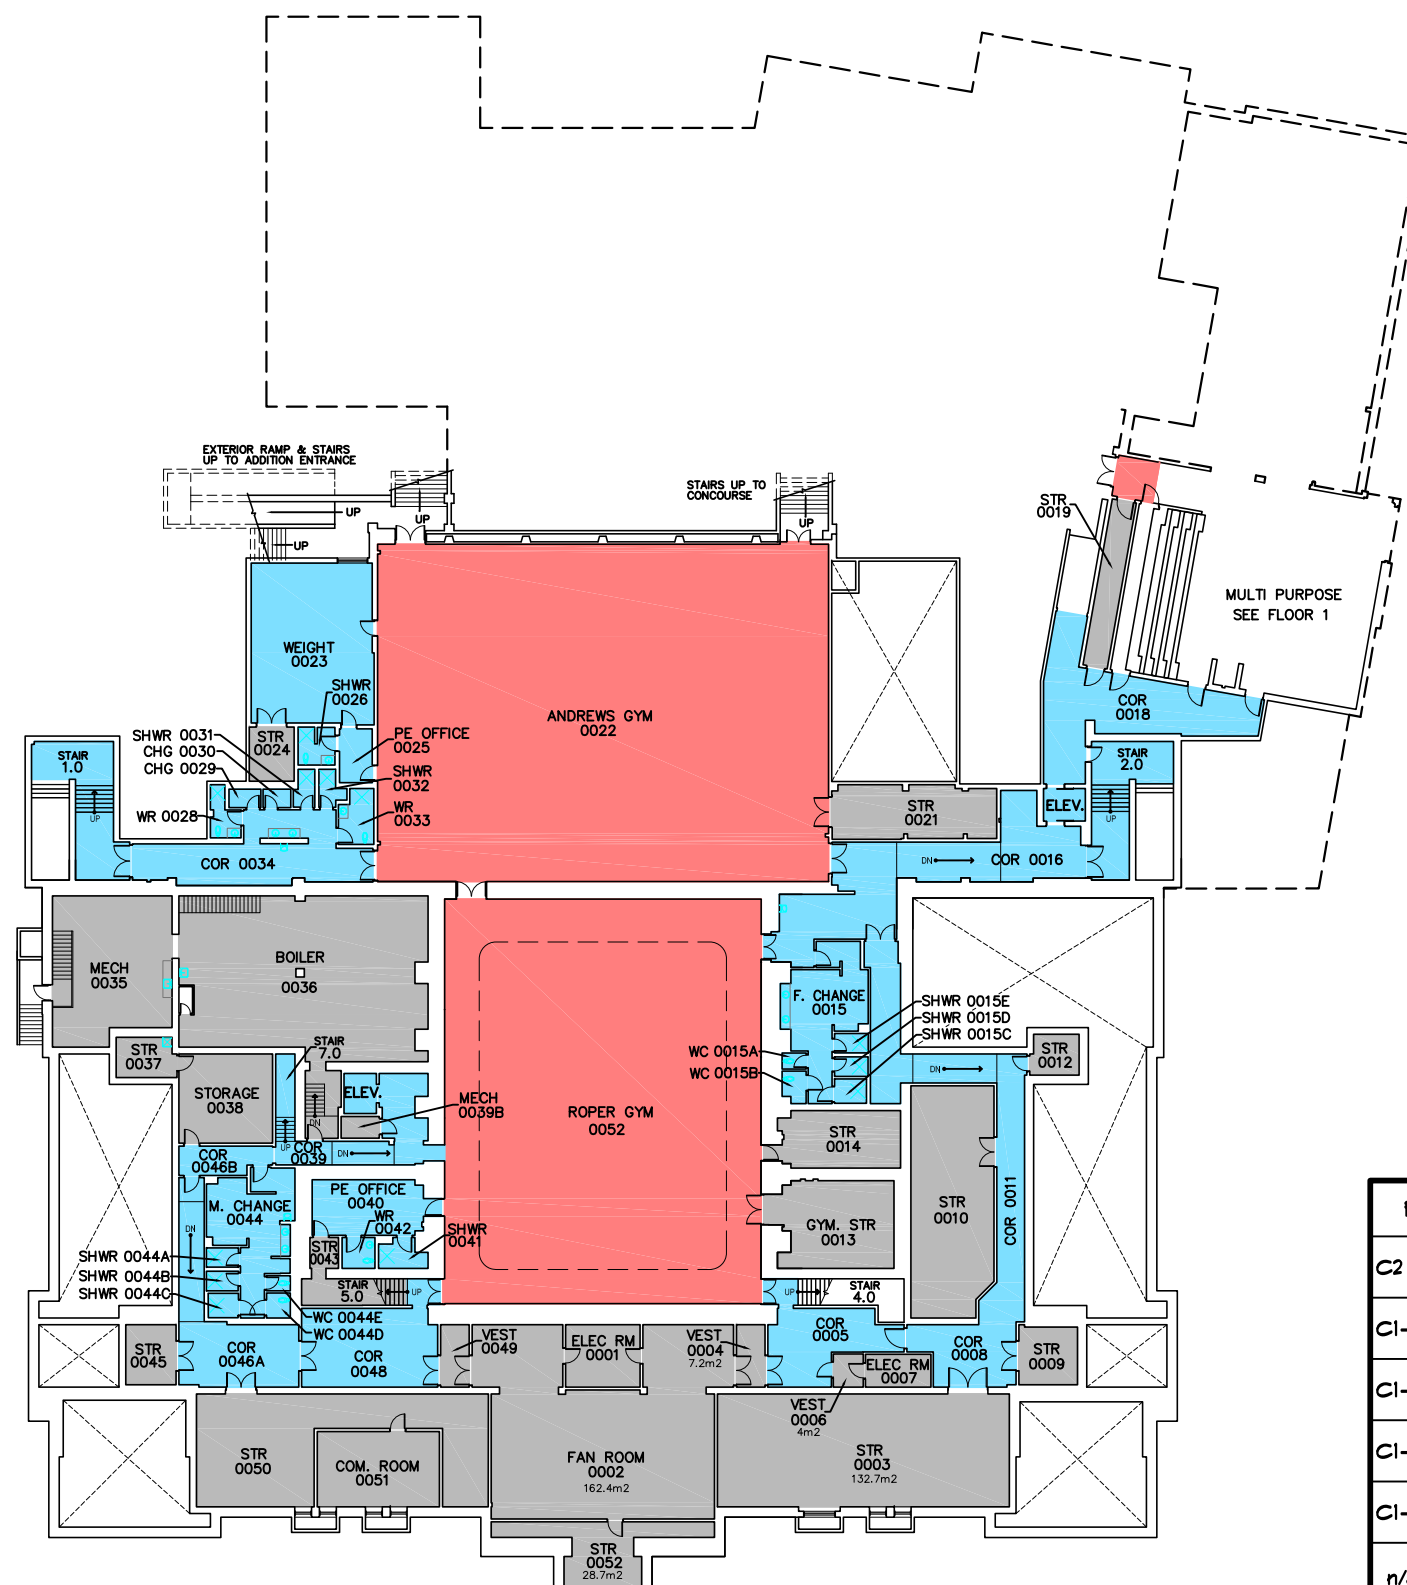 EXTERIOR RAMP & STAIRS
UP TO ADDITION ENTRANCE
UP
UP
UP
STAIRS UP TO
CONCOURSE
UP
STR
0019
MULTI PURPOSE
SEE FLOOR 1
WEIGHT
0023
SHWR
0026
ANDREWS GYM
0022
COR
0018
SHWR 0031
CHG 0030
CHG 0029
STR
0024
PE OFFICE
0025
SHWR
0032
WR
0033
WR 0028
STAIR
1.0
UP
STAIR
2.0
UP
ELEV.
STR
0021
COR 0034
DN
COR 0016
MECH
0035
BOILER
0036
F. CHANGE
0015
SHWR 0015E
SHWR 0015D
SHWR 0015C
WC 0015A
WC 0015B
STR
0037
STAIR
7.0
STR
0012
DN
STORAGE
0038
ELEV.
MECH
0039B
DN
UP
COR
0039
DN
COR
0046B
ROPER GYM
0052
STR
0014
STR
0010
COR 0011
M. CHANGE
0044
DN
PE OFFICE
0040
WR
0042
SHWR
0041
STR
0043
GYM. STR
0013
SHWR 0044A
SHWR 0044B
SHWR 0044C
WC 0044E
WC 0044D
STAIR
5.0
UP
UP
STAIR
4.0
STR
0045
COR
0046A
COR
0048
VEST
0049
ELEC RM
0001
VEST
0004
7.2m2
COR
0005
COR
0008
STR
0009
ELEC RM
0007
VEST
0006
4m2
STR
0050
COM. ROOM
0051
FAN ROOM
0002
162.4m2
STR
0003
132.7m2
STR
0052
28.7m2
C2
C1-
C1-
C1-
C1-
n/